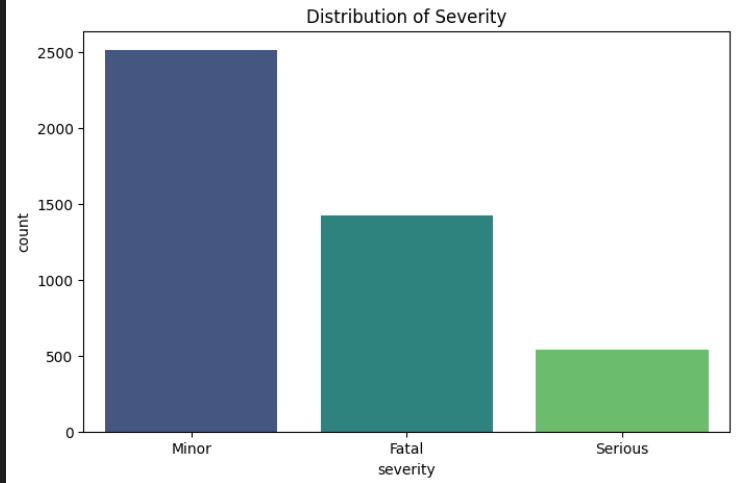 Distribution of Severity
2500
2000
1500
1000
500
0
count
Minor
Fatal
Serious
severity